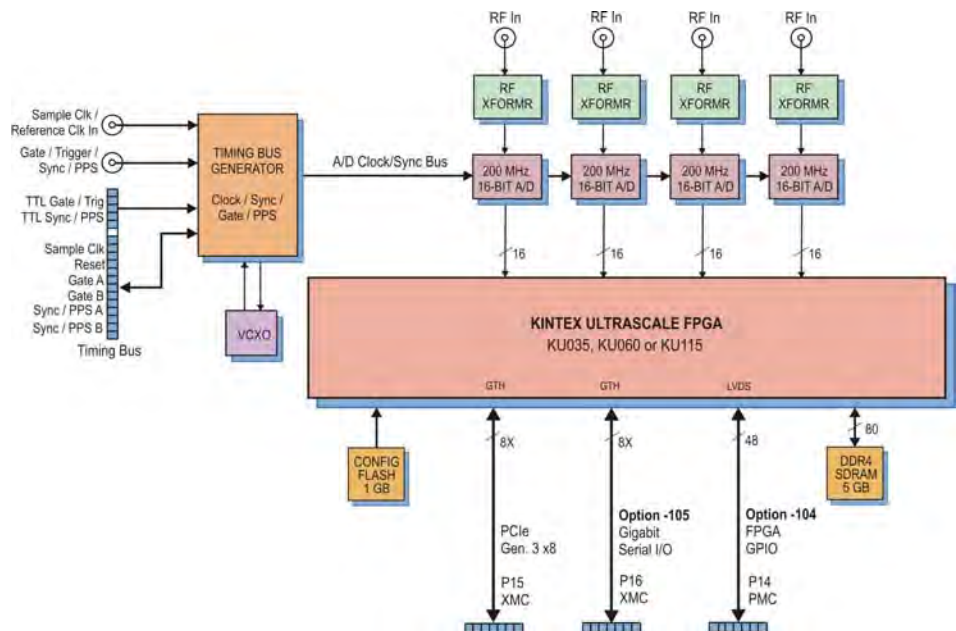 RF In
RF In
RF In
RF In
RF
XFORMR
RF
XFORMR
RF
XFORMR
RF
XFORMR
Sample Clk /
Reference Clk In
Gate / Trigger /
Sync / PPS
TTL Gate / Trig
TTL Sync / PPS
Sample Clk
Reset
Gate A
Gate B
Sync / PPS A
Sync / PPS B
Timing Bus
TIMING BUS
GENERATOR
Clock / Sync /
Gate / PPS
VCXO
A/D Clock/Sync Bus
200 MHz
16-BIT A/D
200 MHz
16-BIT A/D
200 MHz
16-BIT A/D
200 MHz
16-BIT A/D
16
16
16
16
KINTEX ULTRASCALE FPGA
KU035, KU060 or KU115
GTH
GTH
LVDS
8X
8X
48
80
CONFIG
FLASH
1 GB
DDR4
SDRAM
5 GB
PCIe
Gen. 3 x8
P15
XMC
Option -105
Gigabit
Serial I/O
P16
XMC
Option -104
FPGA
GPIO
P14
PMC